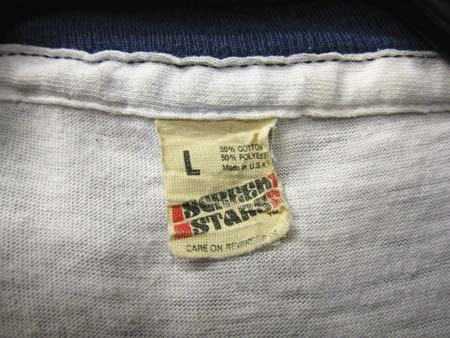 L
50% COTTON
50% POLYESTER
Made in U.S.A.
SCREEN
STARS
CARE ON REVERSE